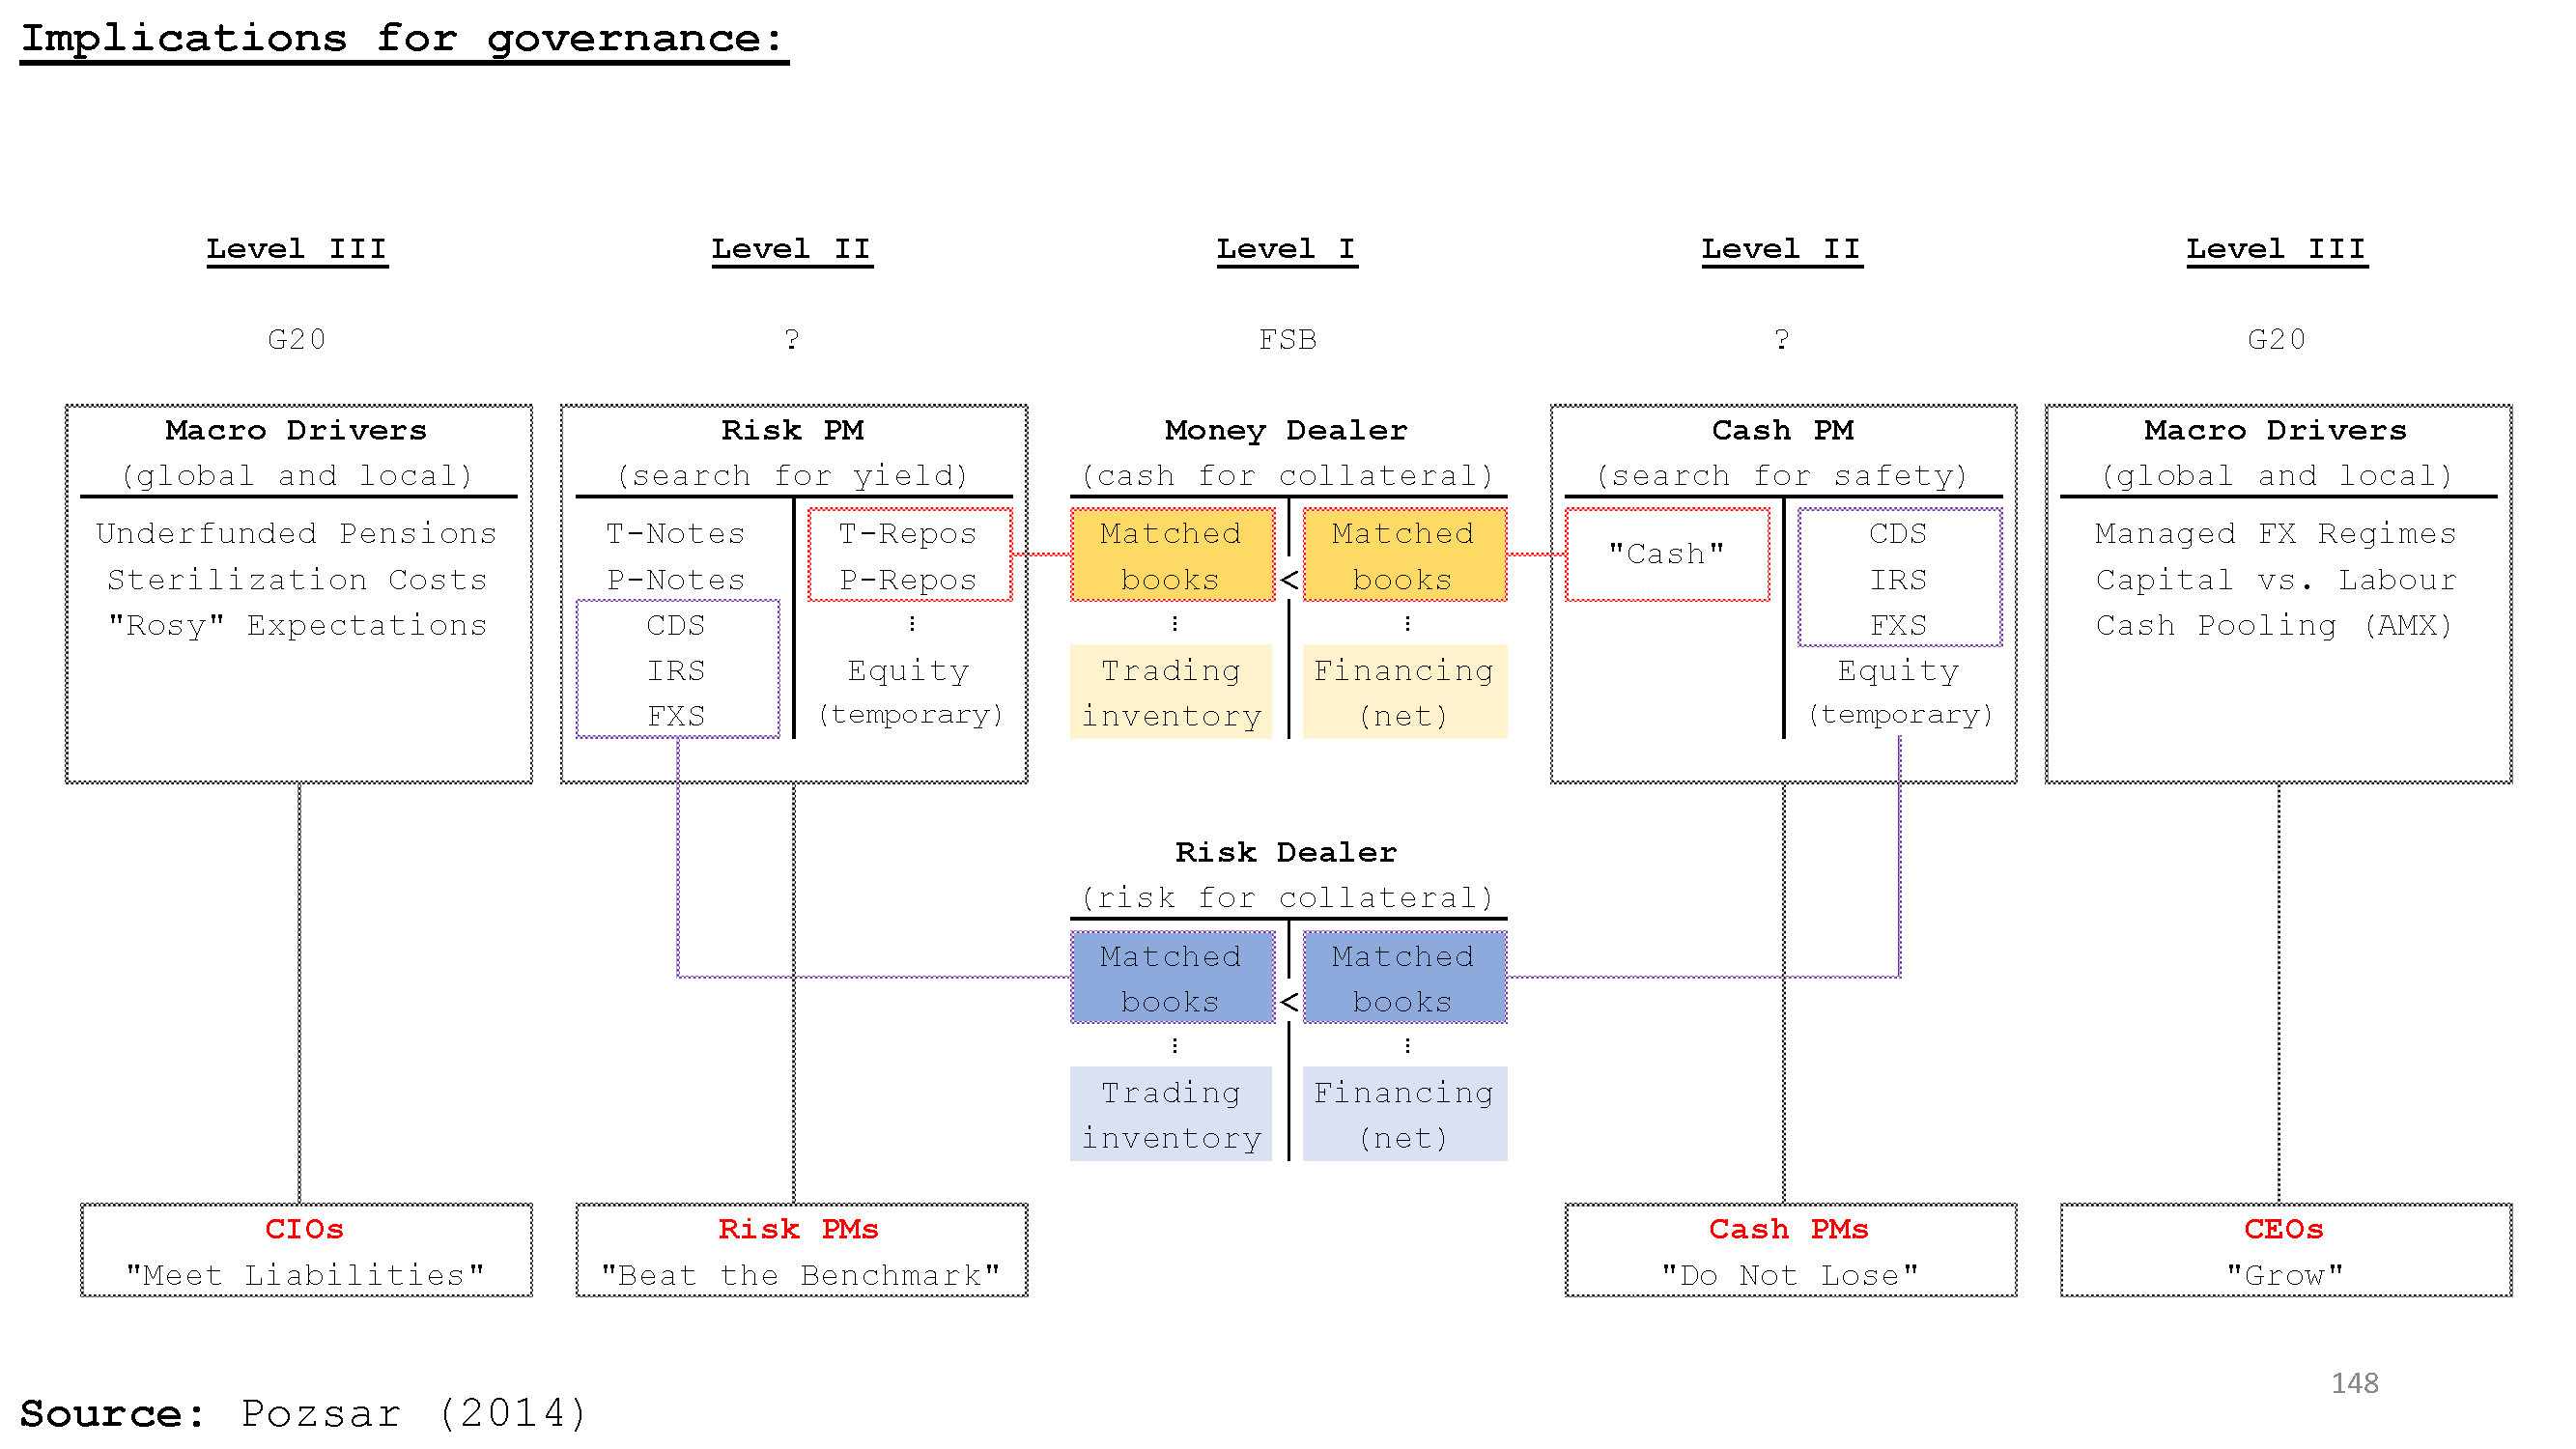 Implications for governance:
Level III
Level II
Level I
Level II
Level III
G20
?
FSB
?
G20
Macro Drivers
(global and local)
Underfunded Pensions
Sterilization Costs
"Rosy" Expectations
Risk PM
(search for yield)
T-Notes
P-Notes
CDS
IRS
FXS
T-Repos
P-Repos
⋮
Equity
(temporary)
Money Dealer
(cash for collateral)
Matched
books
⋮
Trading
inventory
<
Matched
books
⋮
Financing
(net)
Cash PM
(search for safety)
"Cash"
CDS
IRS
FXS
Equity
(temporary)
Macro Drivers
(global and local)
Managed FX Regimes
Capital vs. Labour
Cash Pooling (AMX)
Risk Dealer
(risk for collateral)
Matched
books
⋮
Trading
inventory
<
Matched
books
⋮
Financing
(net)
CIOs
"Meet Liabilities"
Risk PMs
"Beat the Benchmark"
Cash PMs
"Do Not Lose"
CEOs
"Grow"
148
Source: Pozsar (2014)